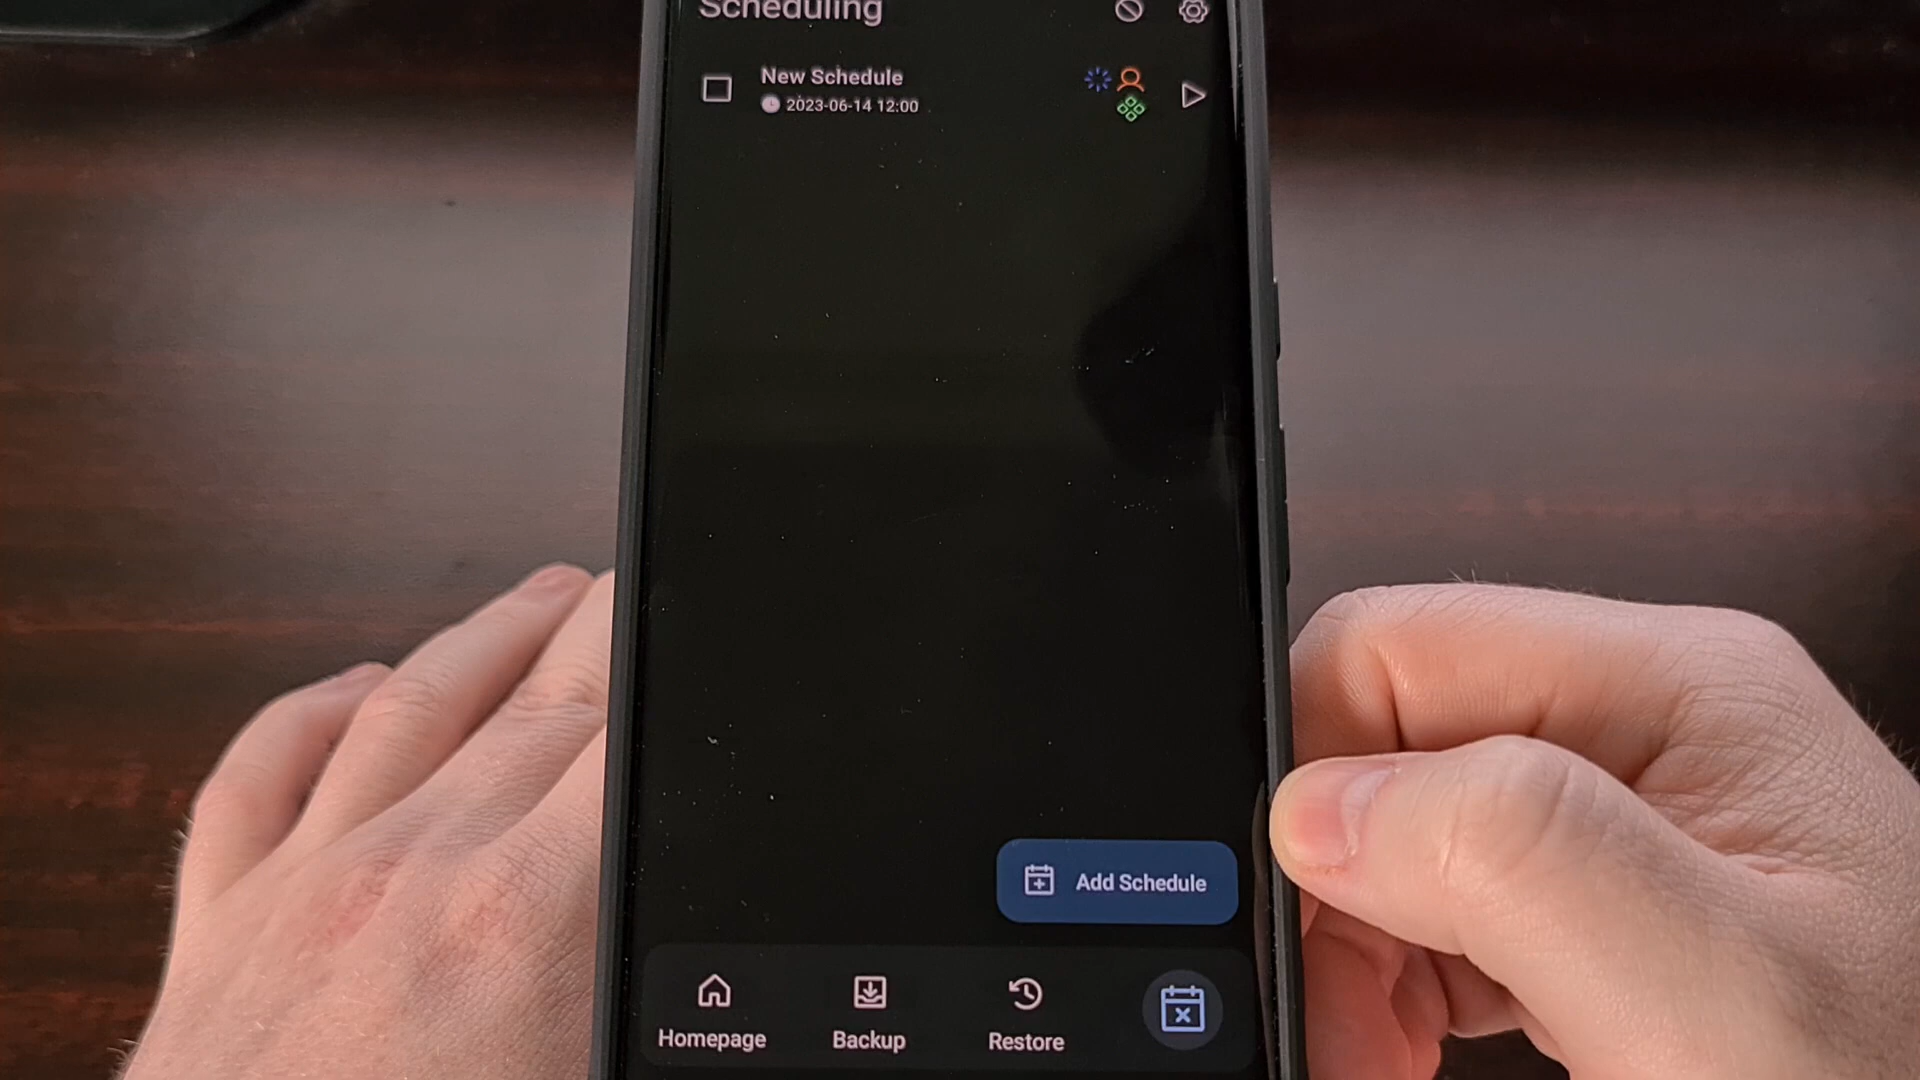 Scheduling
New Schedule
2023-06-14 12:00
Add Schedule
Homepage
Backup
Restore